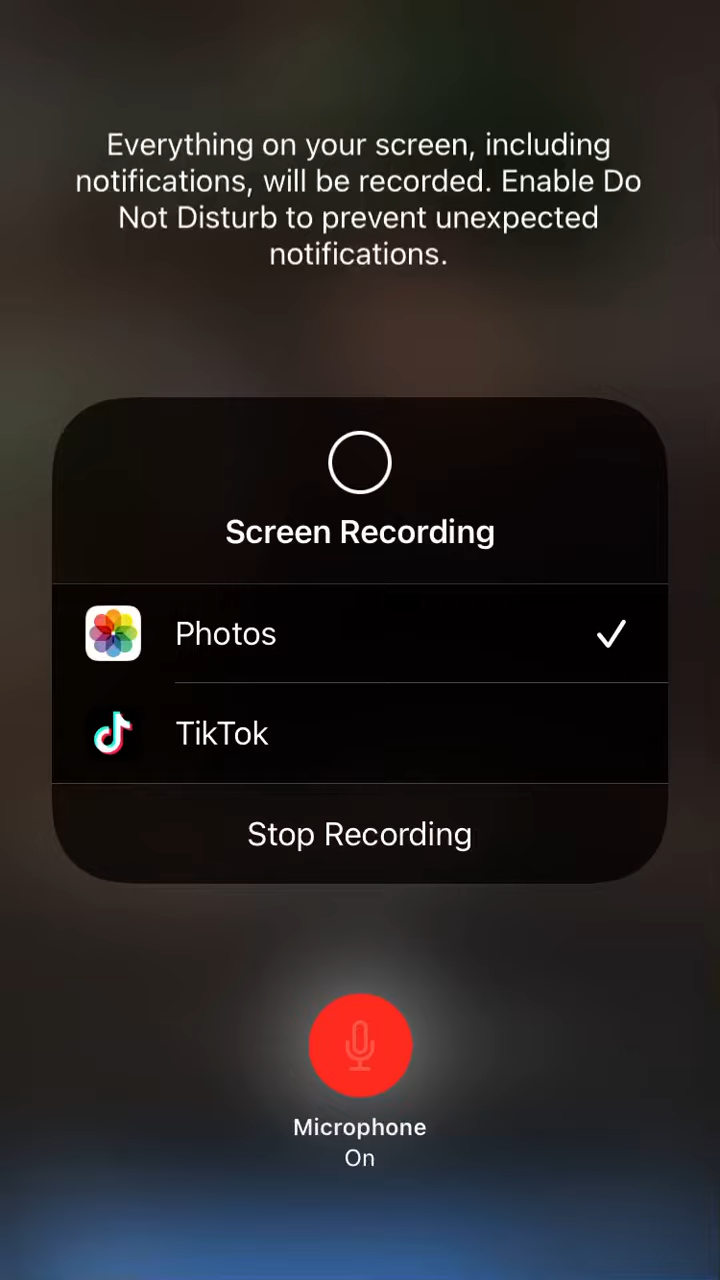 Everything on your screen, including
notifications, will be recorded. Enable Do
Not Disturb to prevent unexpected
notifications.
Screen Recording
Photos
TikTok
Stop Recording
Microphone
On